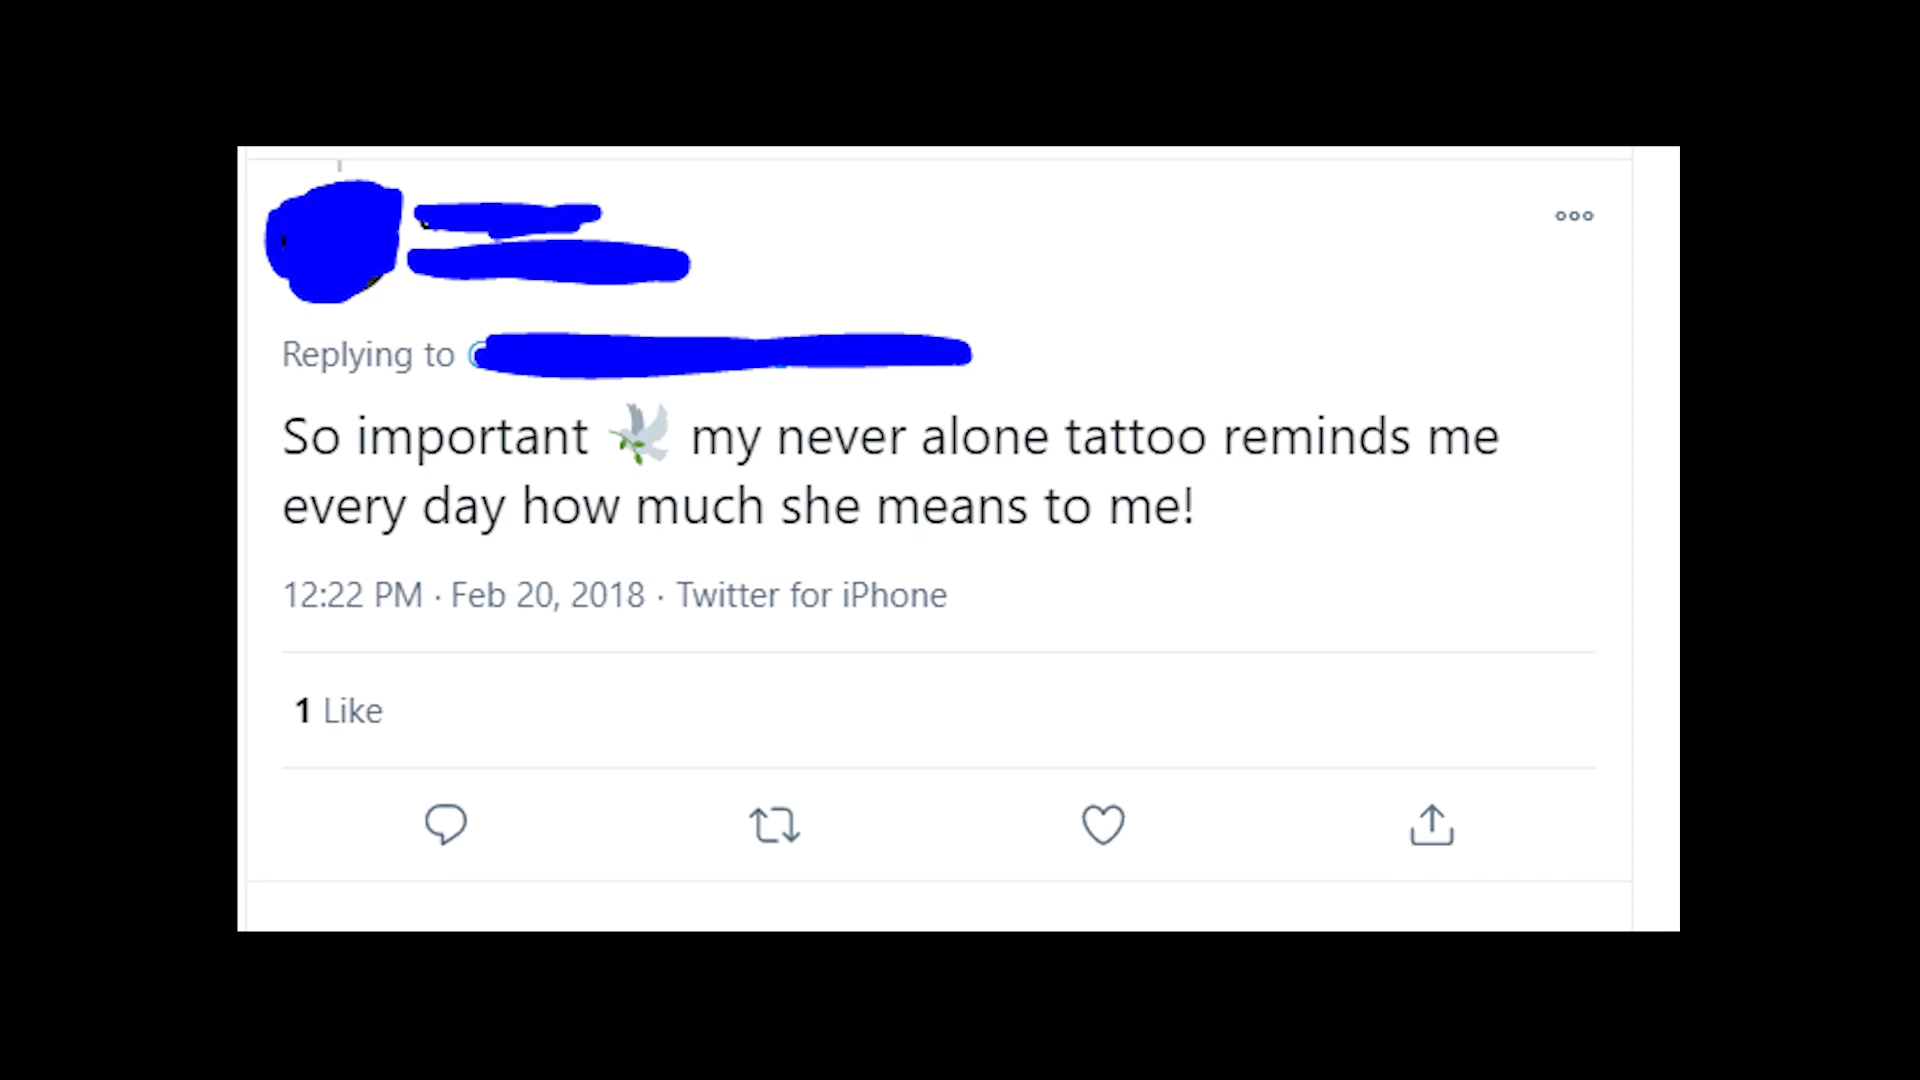 Replying to
So important 🕊 my never alone tattoo reminds me
every day how much she means to me!
12:22 PM · Feb 20, 2018 · Twitter for iPhone
1 Like